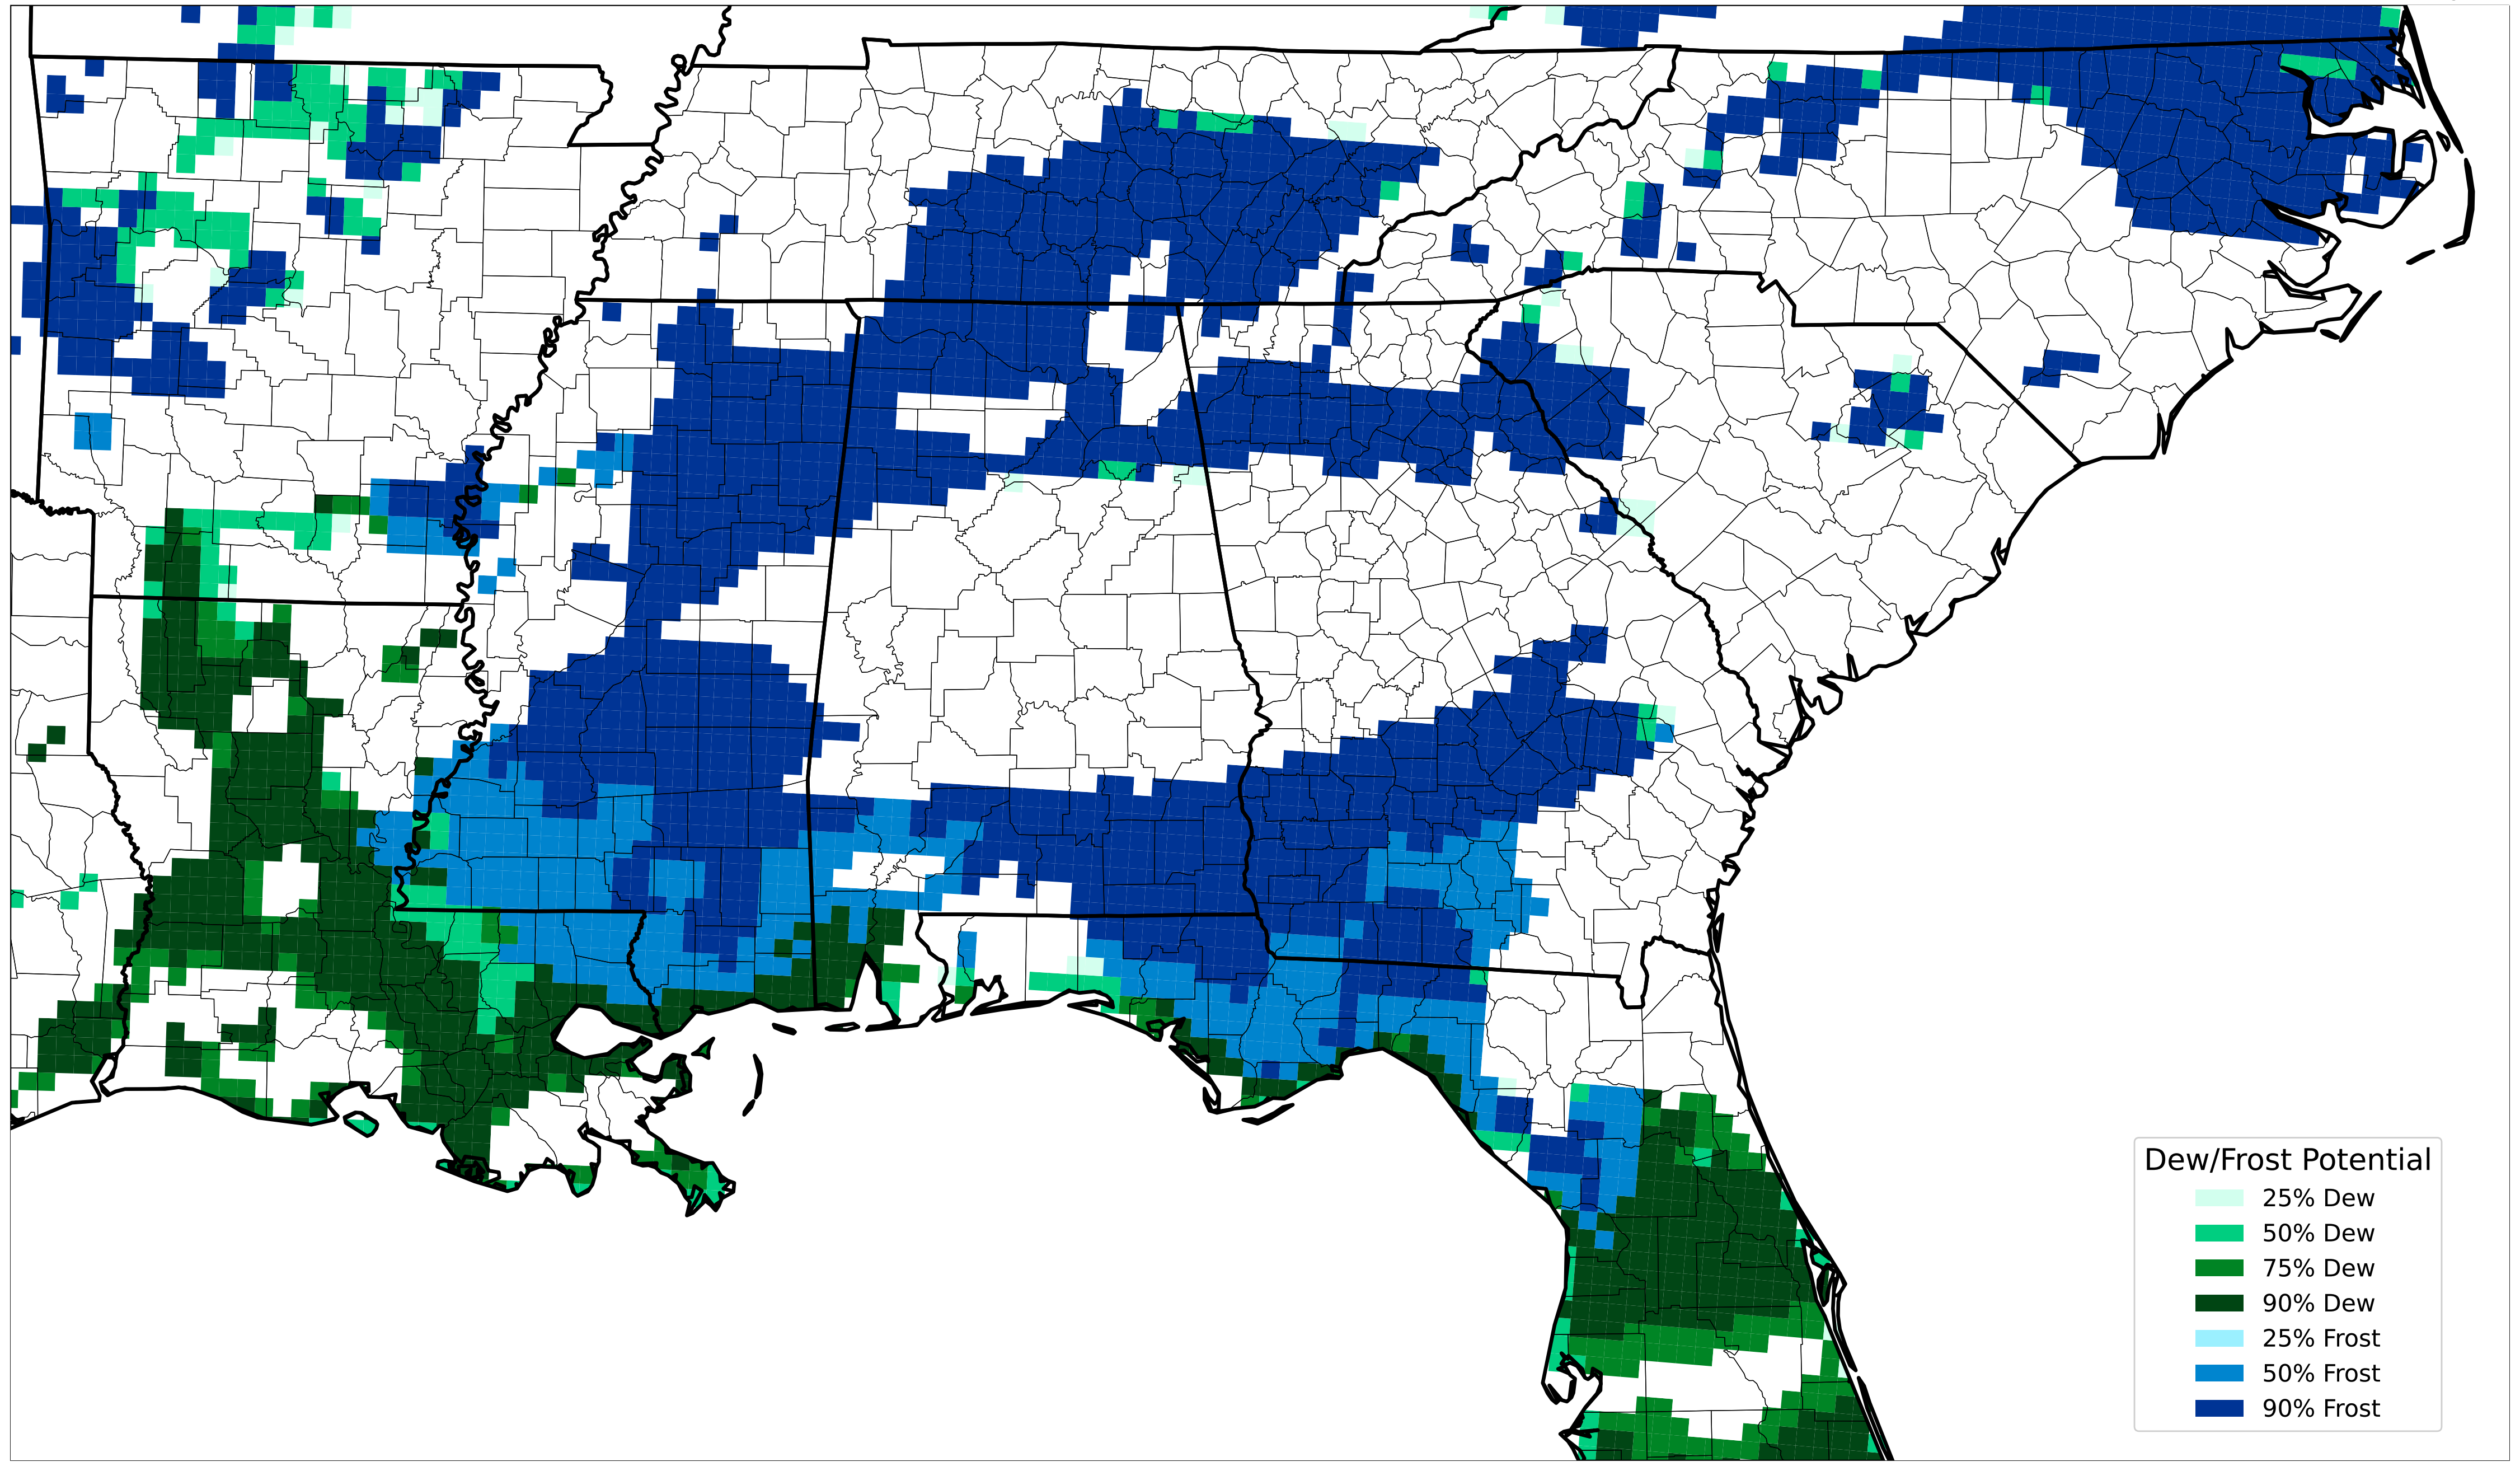 Dew/Frost Potential
25% Dew
50% Dew
75% Dew
90% Dew
25% Frost
50% Frost
90% Frost